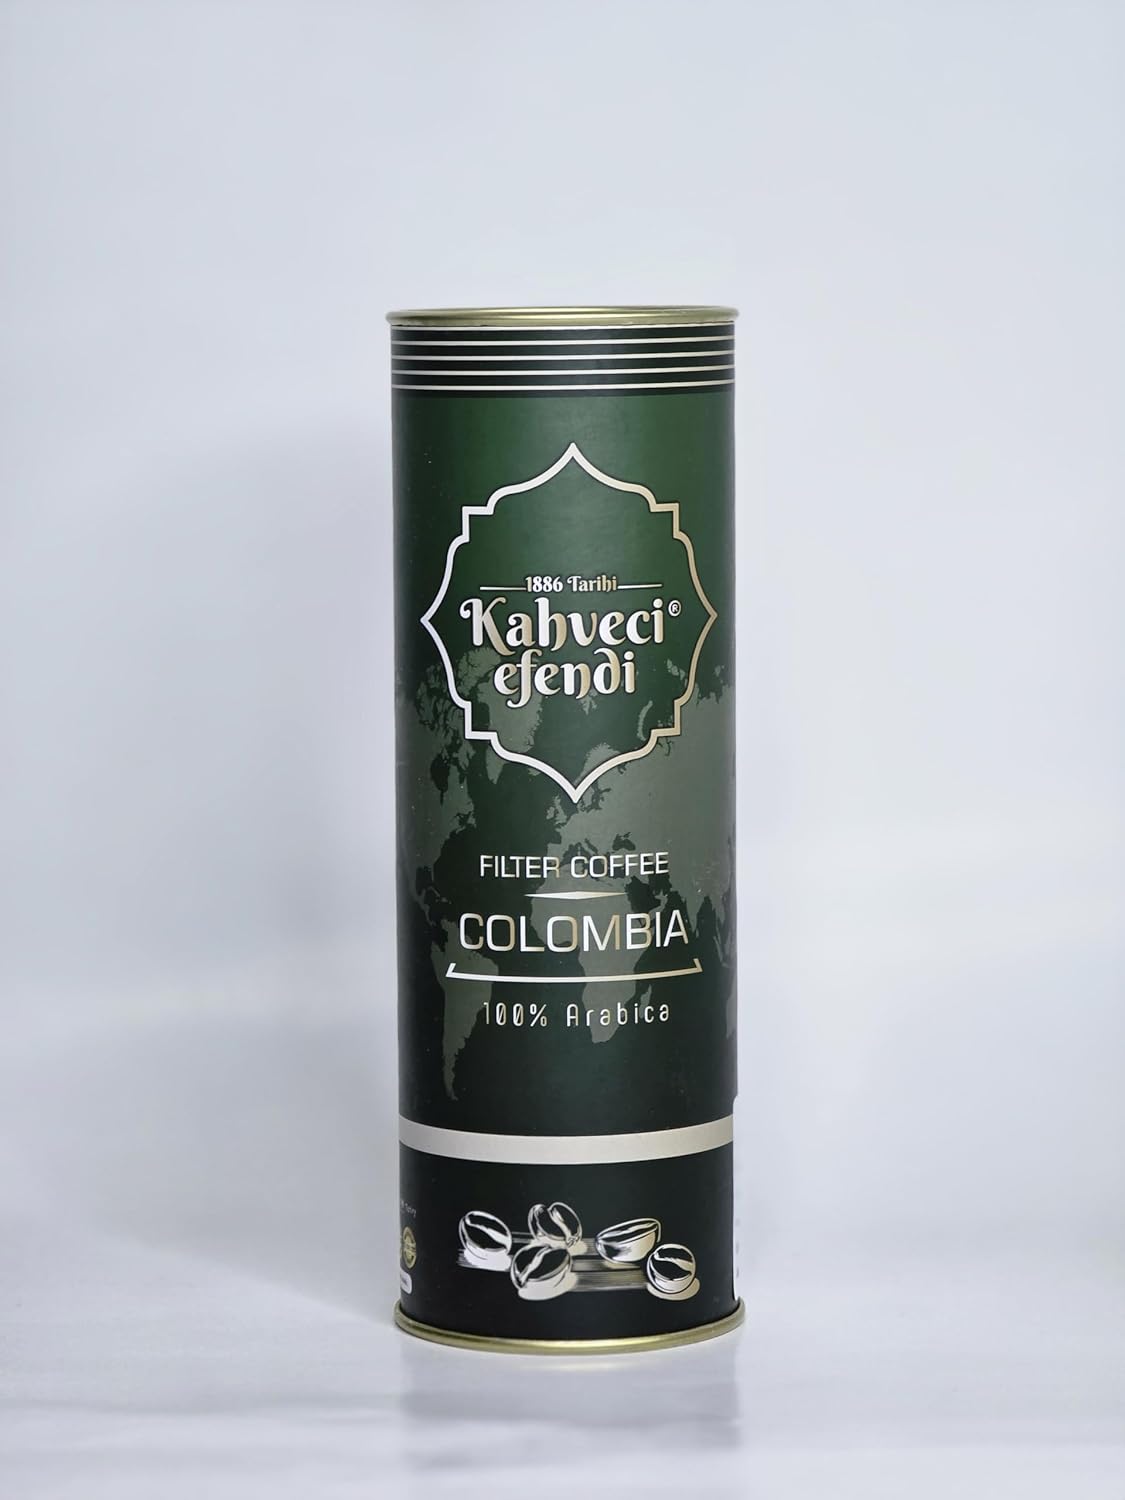 1886 Tarihi
Kahveci®
efendi
FILTER COFFEE
COLOMBIA
100% Arabica